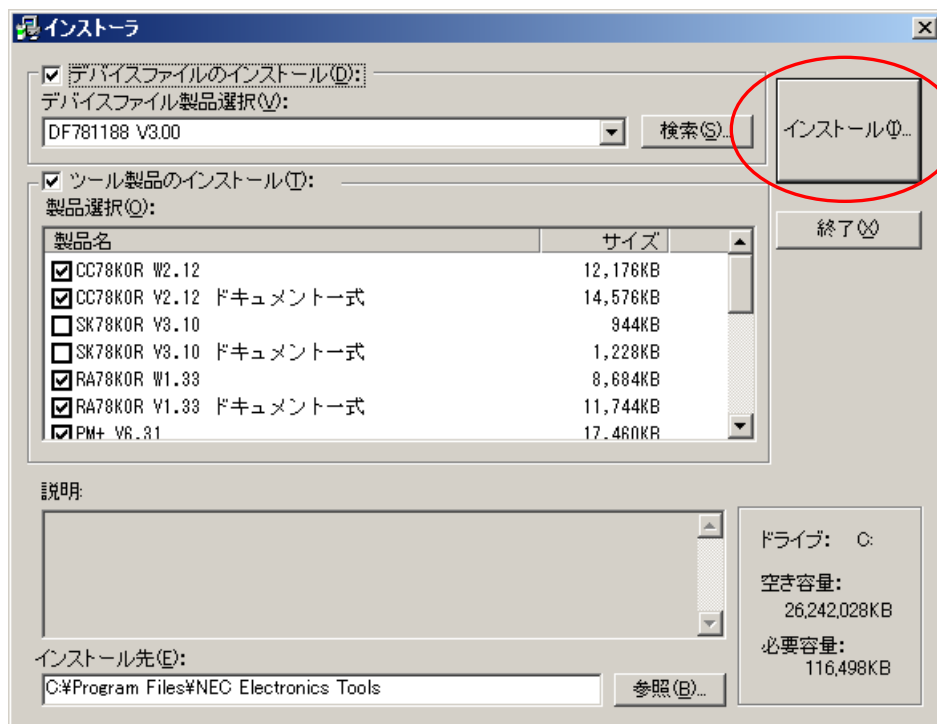 インストーラ
デバイスファイルのインストール(D):
デバイスファイル製品選択(V):
DF781188 V3.00
検索(S)...
インストール(I)...
ツール製品のインストール(T):
製品選択(O):
終了(X)
製品名 サイズ
CC78K0R W2.12 12,176KB
CC78K0R V2.12 ドキュメント一式 14,576KB
SK78K0R V3.10 944KB
SK78K0R V3.10 ドキュメント一式 1,228KB
RA78K0R W1.33 8,684KB
RA78K0R V1.33 ドキュメント一式 11,744KB
PM+ V6.31 17,460KB
説明:
ドライブ: C:
空き容量:
26,242,028KB
必要容量:
116,498KB
インストール先(E):
C:¥Program Files¥NEC Electronics Tools
参照(B)...